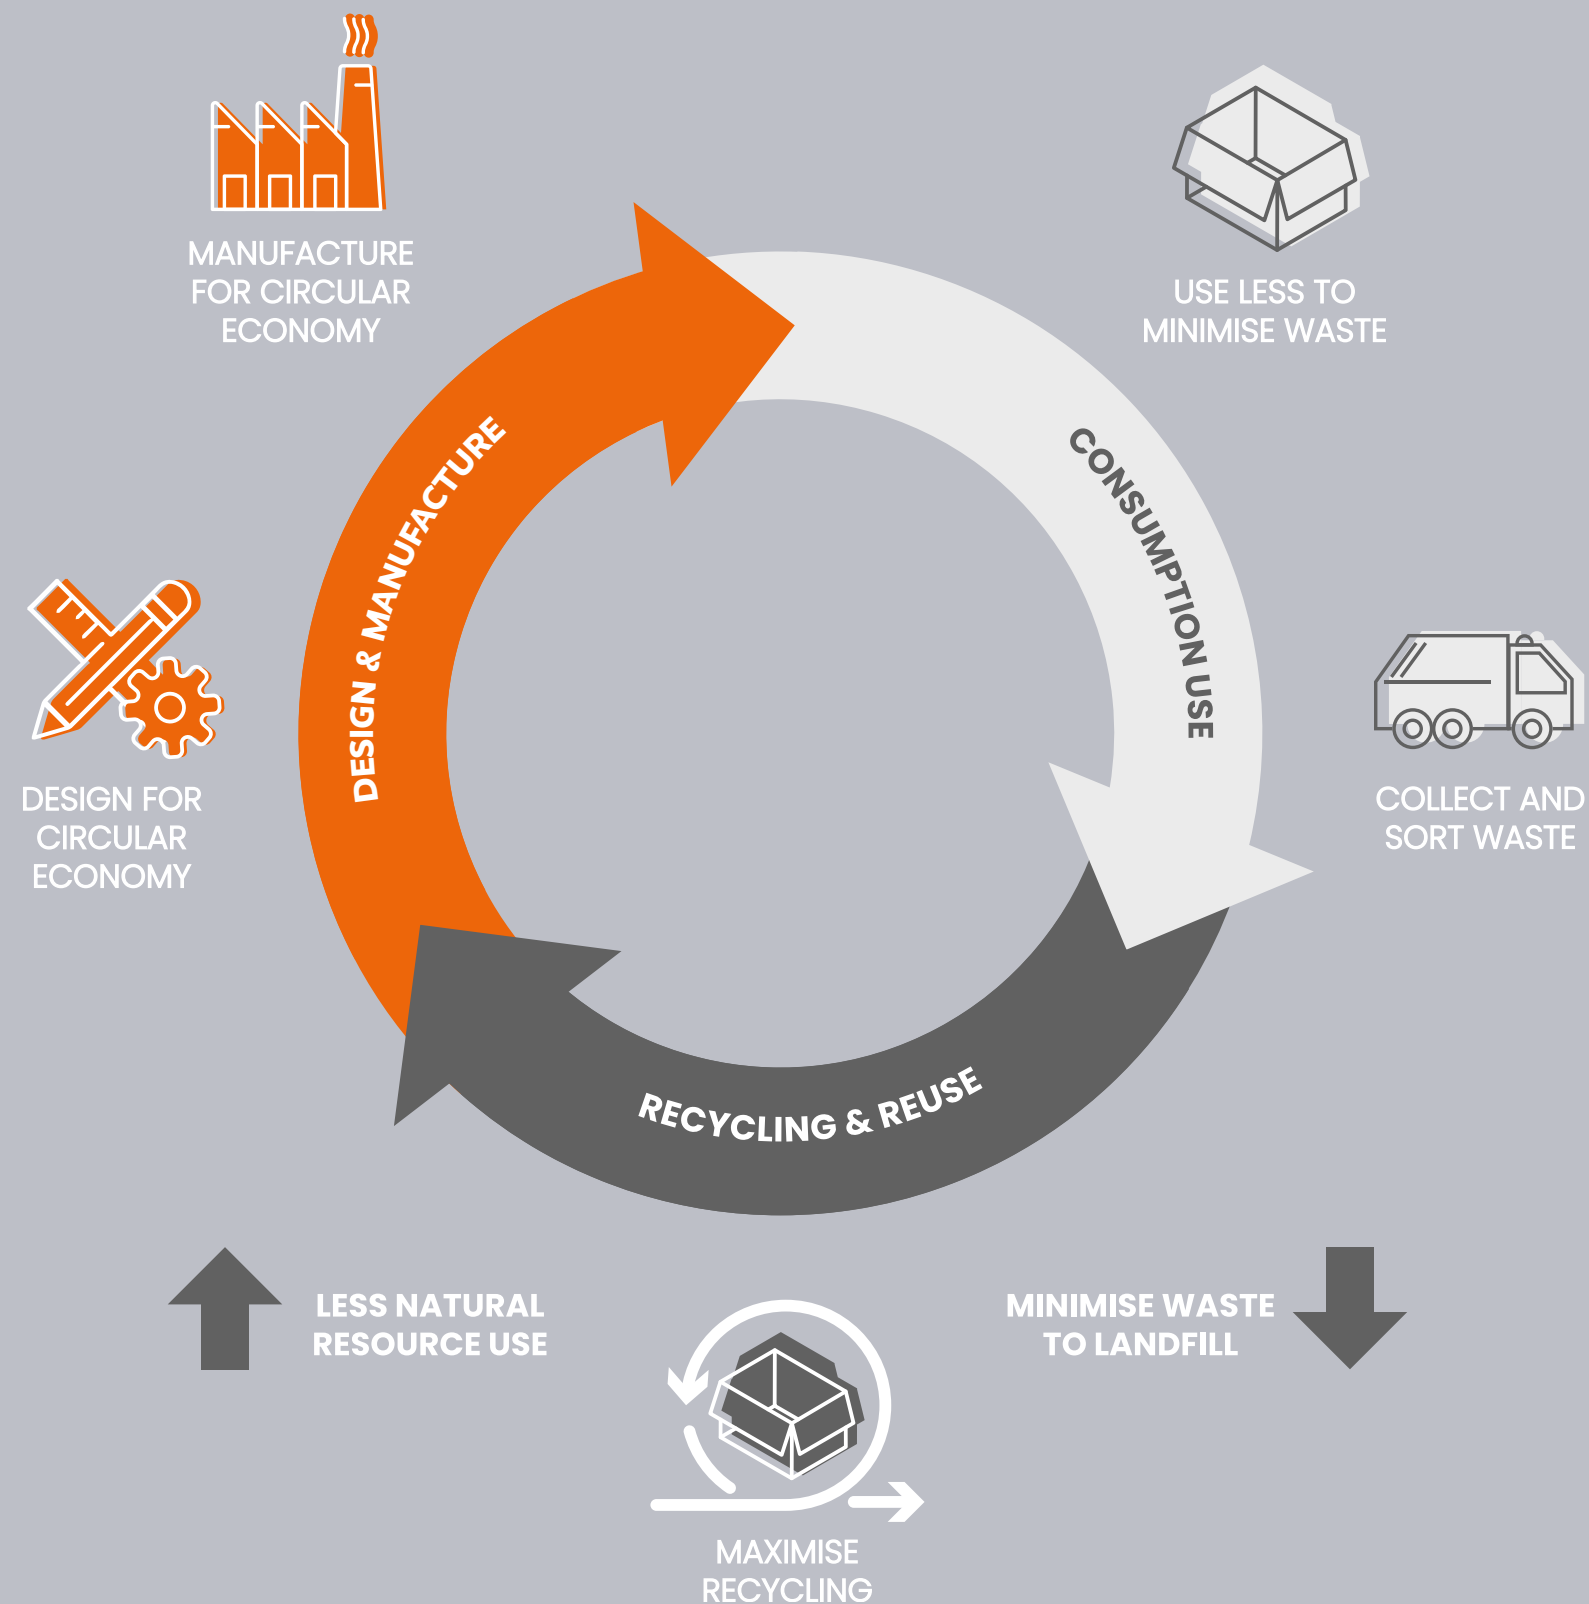 MANUFACTURE
FOR CIRCULAR
ECONOMY
USE LESS TO
MINIMISE WASTE
DESIGN & MANUFACTURE
CONSUMPTION USE
DESIGN FOR
CIRCULAR
ECONOMY
COLLECT AND
SORT WASTE
RECYCLING & REUSE
LESS NATURAL
RESOURCE USE
MINIMISE WASTE
TO LANDFILL
MAXIMISE
RECYCLING